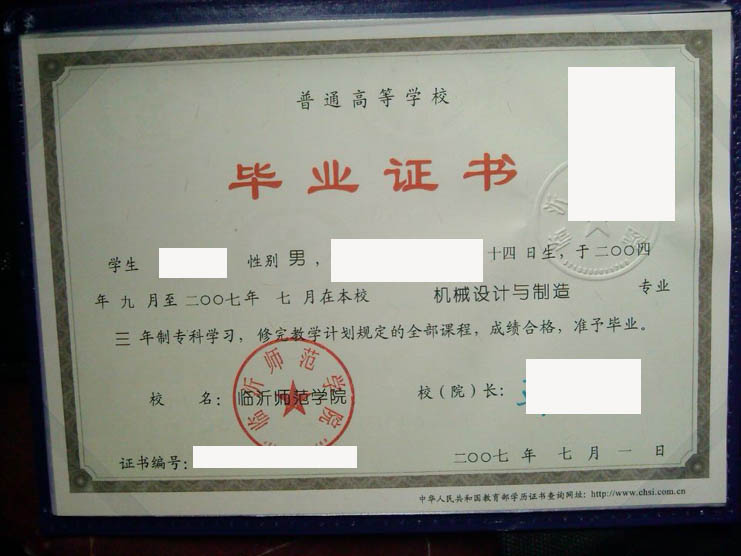 普通高等学校
毕业证书
学生 性别 男， 十四日生，于二〇〇四
年 九 月至二〇〇七年 七 月在本校 机械设计与制造 专业
三 年制专科学习，修完教学计划规定的全部课程，成绩合格，准予毕业。
临沂师范学院
校 名：临沂师范学院 校（院）长：
证书编号： 二〇〇七 年 七 月 一 日
中华人民共和国教育部学历证书查询网址：http://www.chsi.com.cn